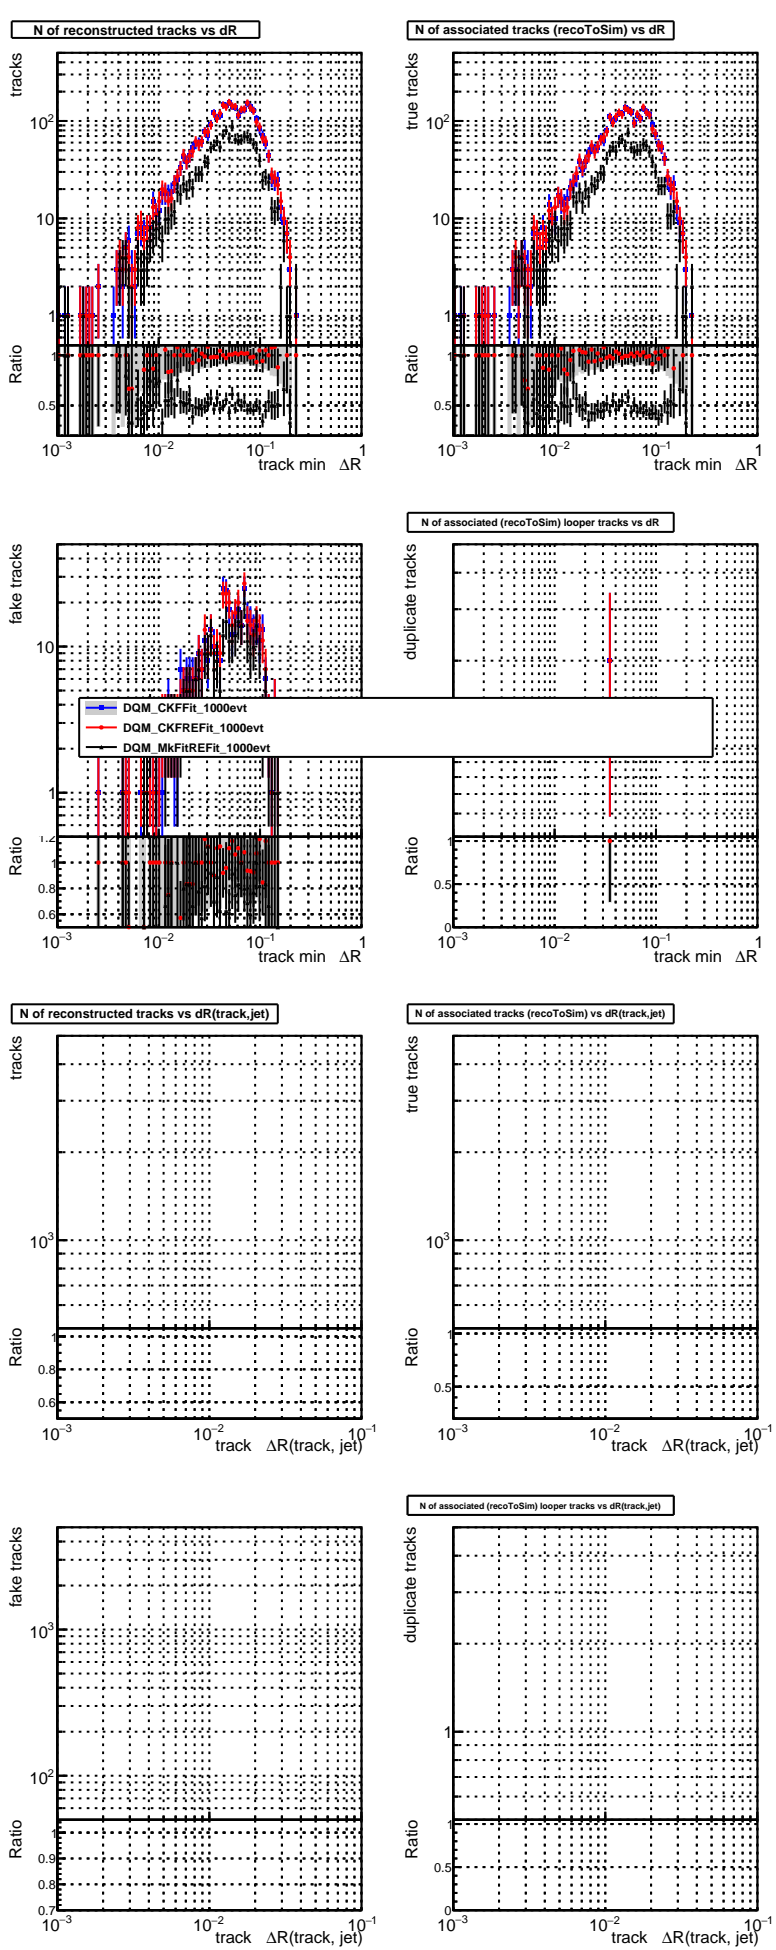 N of reconstructed tracks vs dR
tracks
10²
10
1
Ratio
1
0.5
10⁻³ 10⁻² 10⁻¹ 1
track min ΔR
N of associated tracks (recoToSim) vs dR
true tracks
10²
10
1
Ratio
1
0.5
10⁻³ 10⁻² 10⁻¹ 1
track min ΔR
fake tracks
10
1
Ratio
1.2
1
0.8
0.6
10⁻³ 10⁻² 10⁻¹ 1
track min ΔR
N of associated (recoToSim) looper tracks vs dR
duplicate tracks
Ratio
1
0.5
0
10⁻³ 10⁻² 10⁻¹ 1
track min ΔR
DQM_CKFFit_1000evt
DQM_CKFREFit_1000evt
DQM_MkFitREFit_1000evt
N of reconstructed tracks vs dR(track,jet)
tracks
10³
Ratio
1
0.8
0.6
10⁻³ 10⁻² 10⁻¹
track ΔR(track, jet)
N of associated tracks (recoToSim) vs dR(track,jet)
true tracks
10³
Ratio
1
0.5
10⁻³ 10⁻² 10⁻¹
track ΔR(track, jet)
fake tracks
10³
10²
Ratio
1
0.9
0.8
0.7
10⁻³ 10⁻² 10⁻¹
track ΔR(track, jet)
N of associated (recoToSim) looper tracks vs dR(track,jet)
duplicate tracks
1
Ratio
1
0.5
0
10⁻³ 10⁻² 10⁻¹
track ΔR(track, jet)